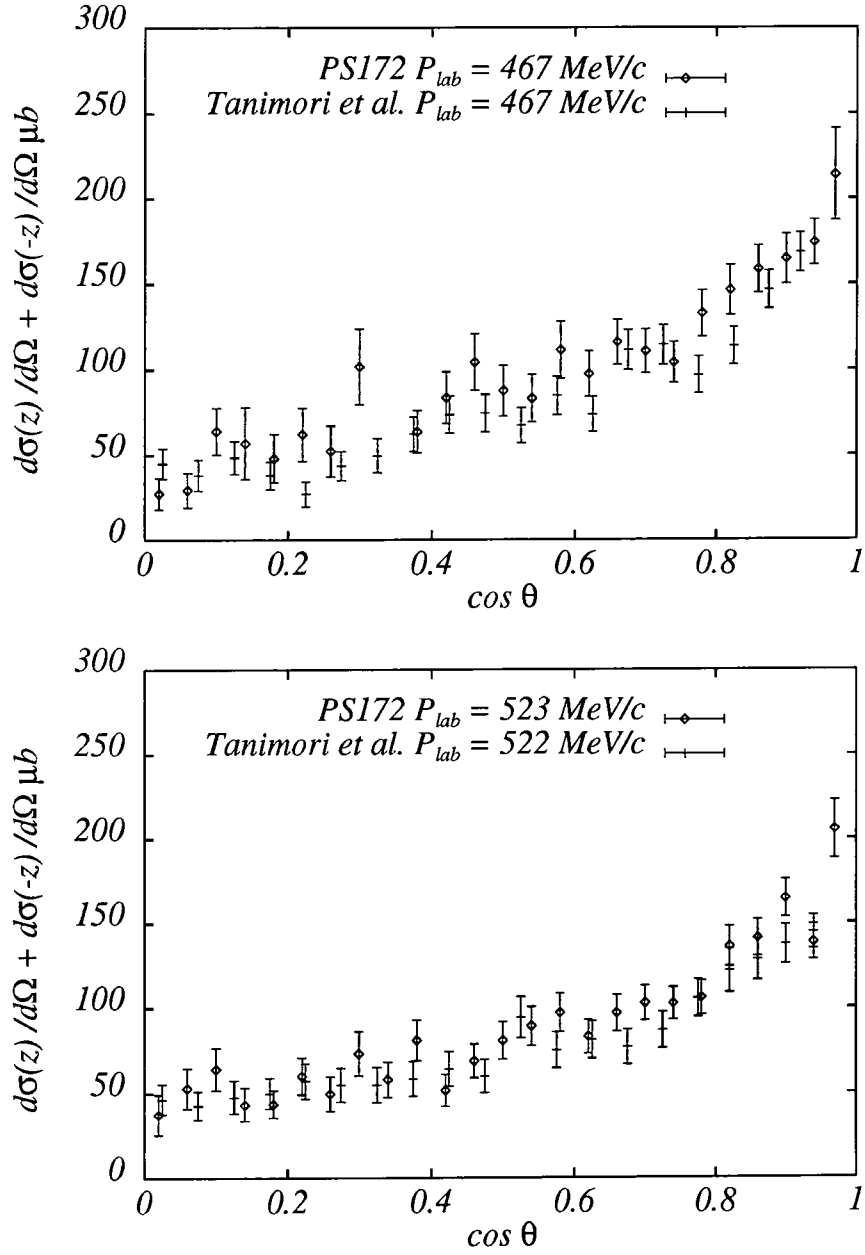 300
250
200
150
100
50
0
dσ(z)/dΩ + dσ(-z)/dΩ μb
PS172 P_lab = 467 MeV/c
Tanimori et al. P_lab = 467 MeV/c
0 0.2 0.4 0.6 0.8 1
cos θ
300
250
200
150
100
50
0
dσ(z)/dΩ + dσ(-z)/dΩ μb
PS172 P_lab = 523 MeV/c
Tanimori et al. P_lab = 522 MeV/c
0 0.2 0.4 0.6 0.8 1
cos θ